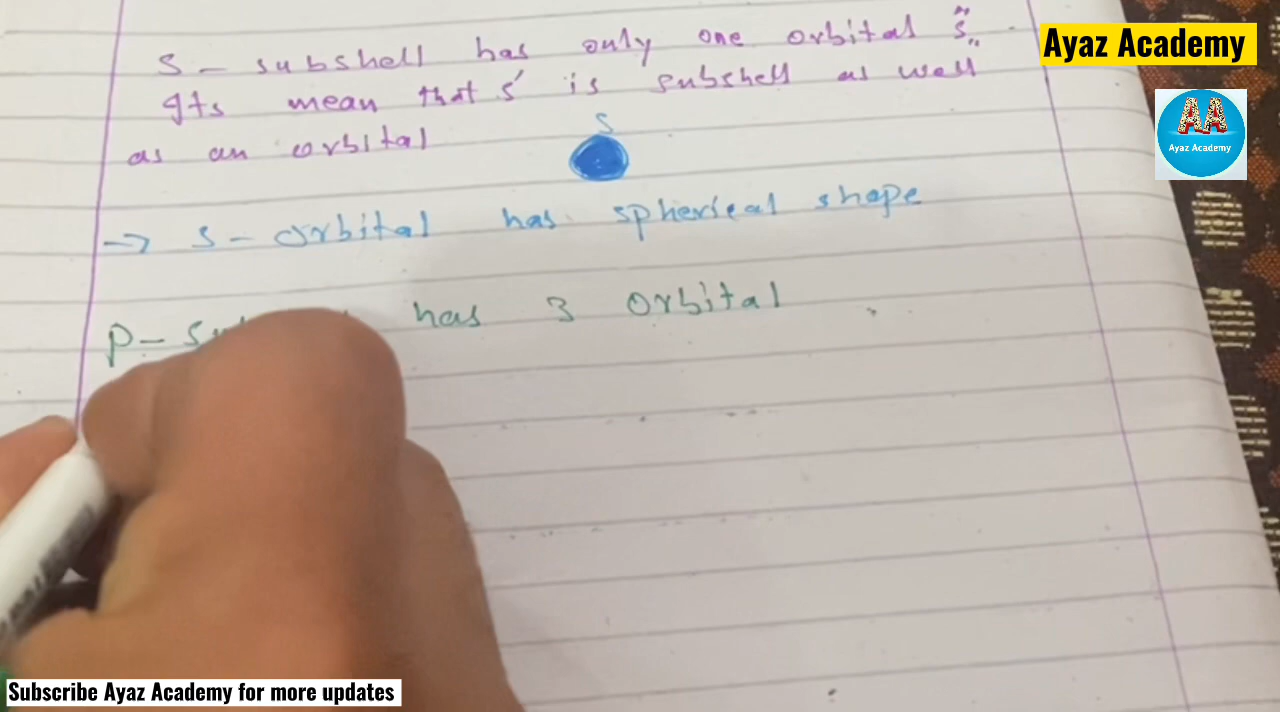 s - subshell has only one orbital "s"
Its mean that s' is subshell as well
as an orbital
s
→ s - orbital has spherical shape
p - has 3 orbital
Ayaz Academy
AA
Ayaz Academy
Subscribe Ayaz Academy for more updates